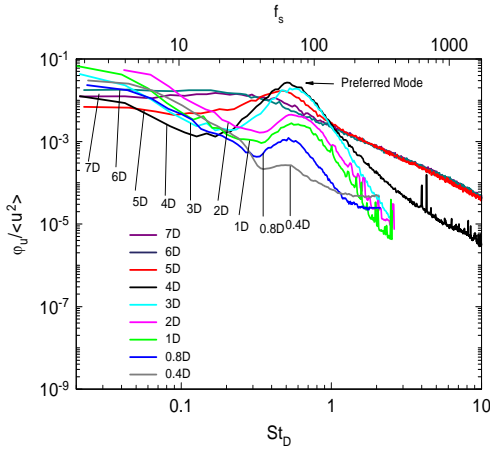 f_s
10 100 1000
10^-1
10^-3
10^-5
10^-7
10^-9
φ_u/<u²>
Preferred Mode
7D
6D
5D
4D
3D
2D
1D
0.8D
0.4D
7D
6D
5D
4D
3D
2D
1D
0.8D
0.4D
0.1 1 10
St_D